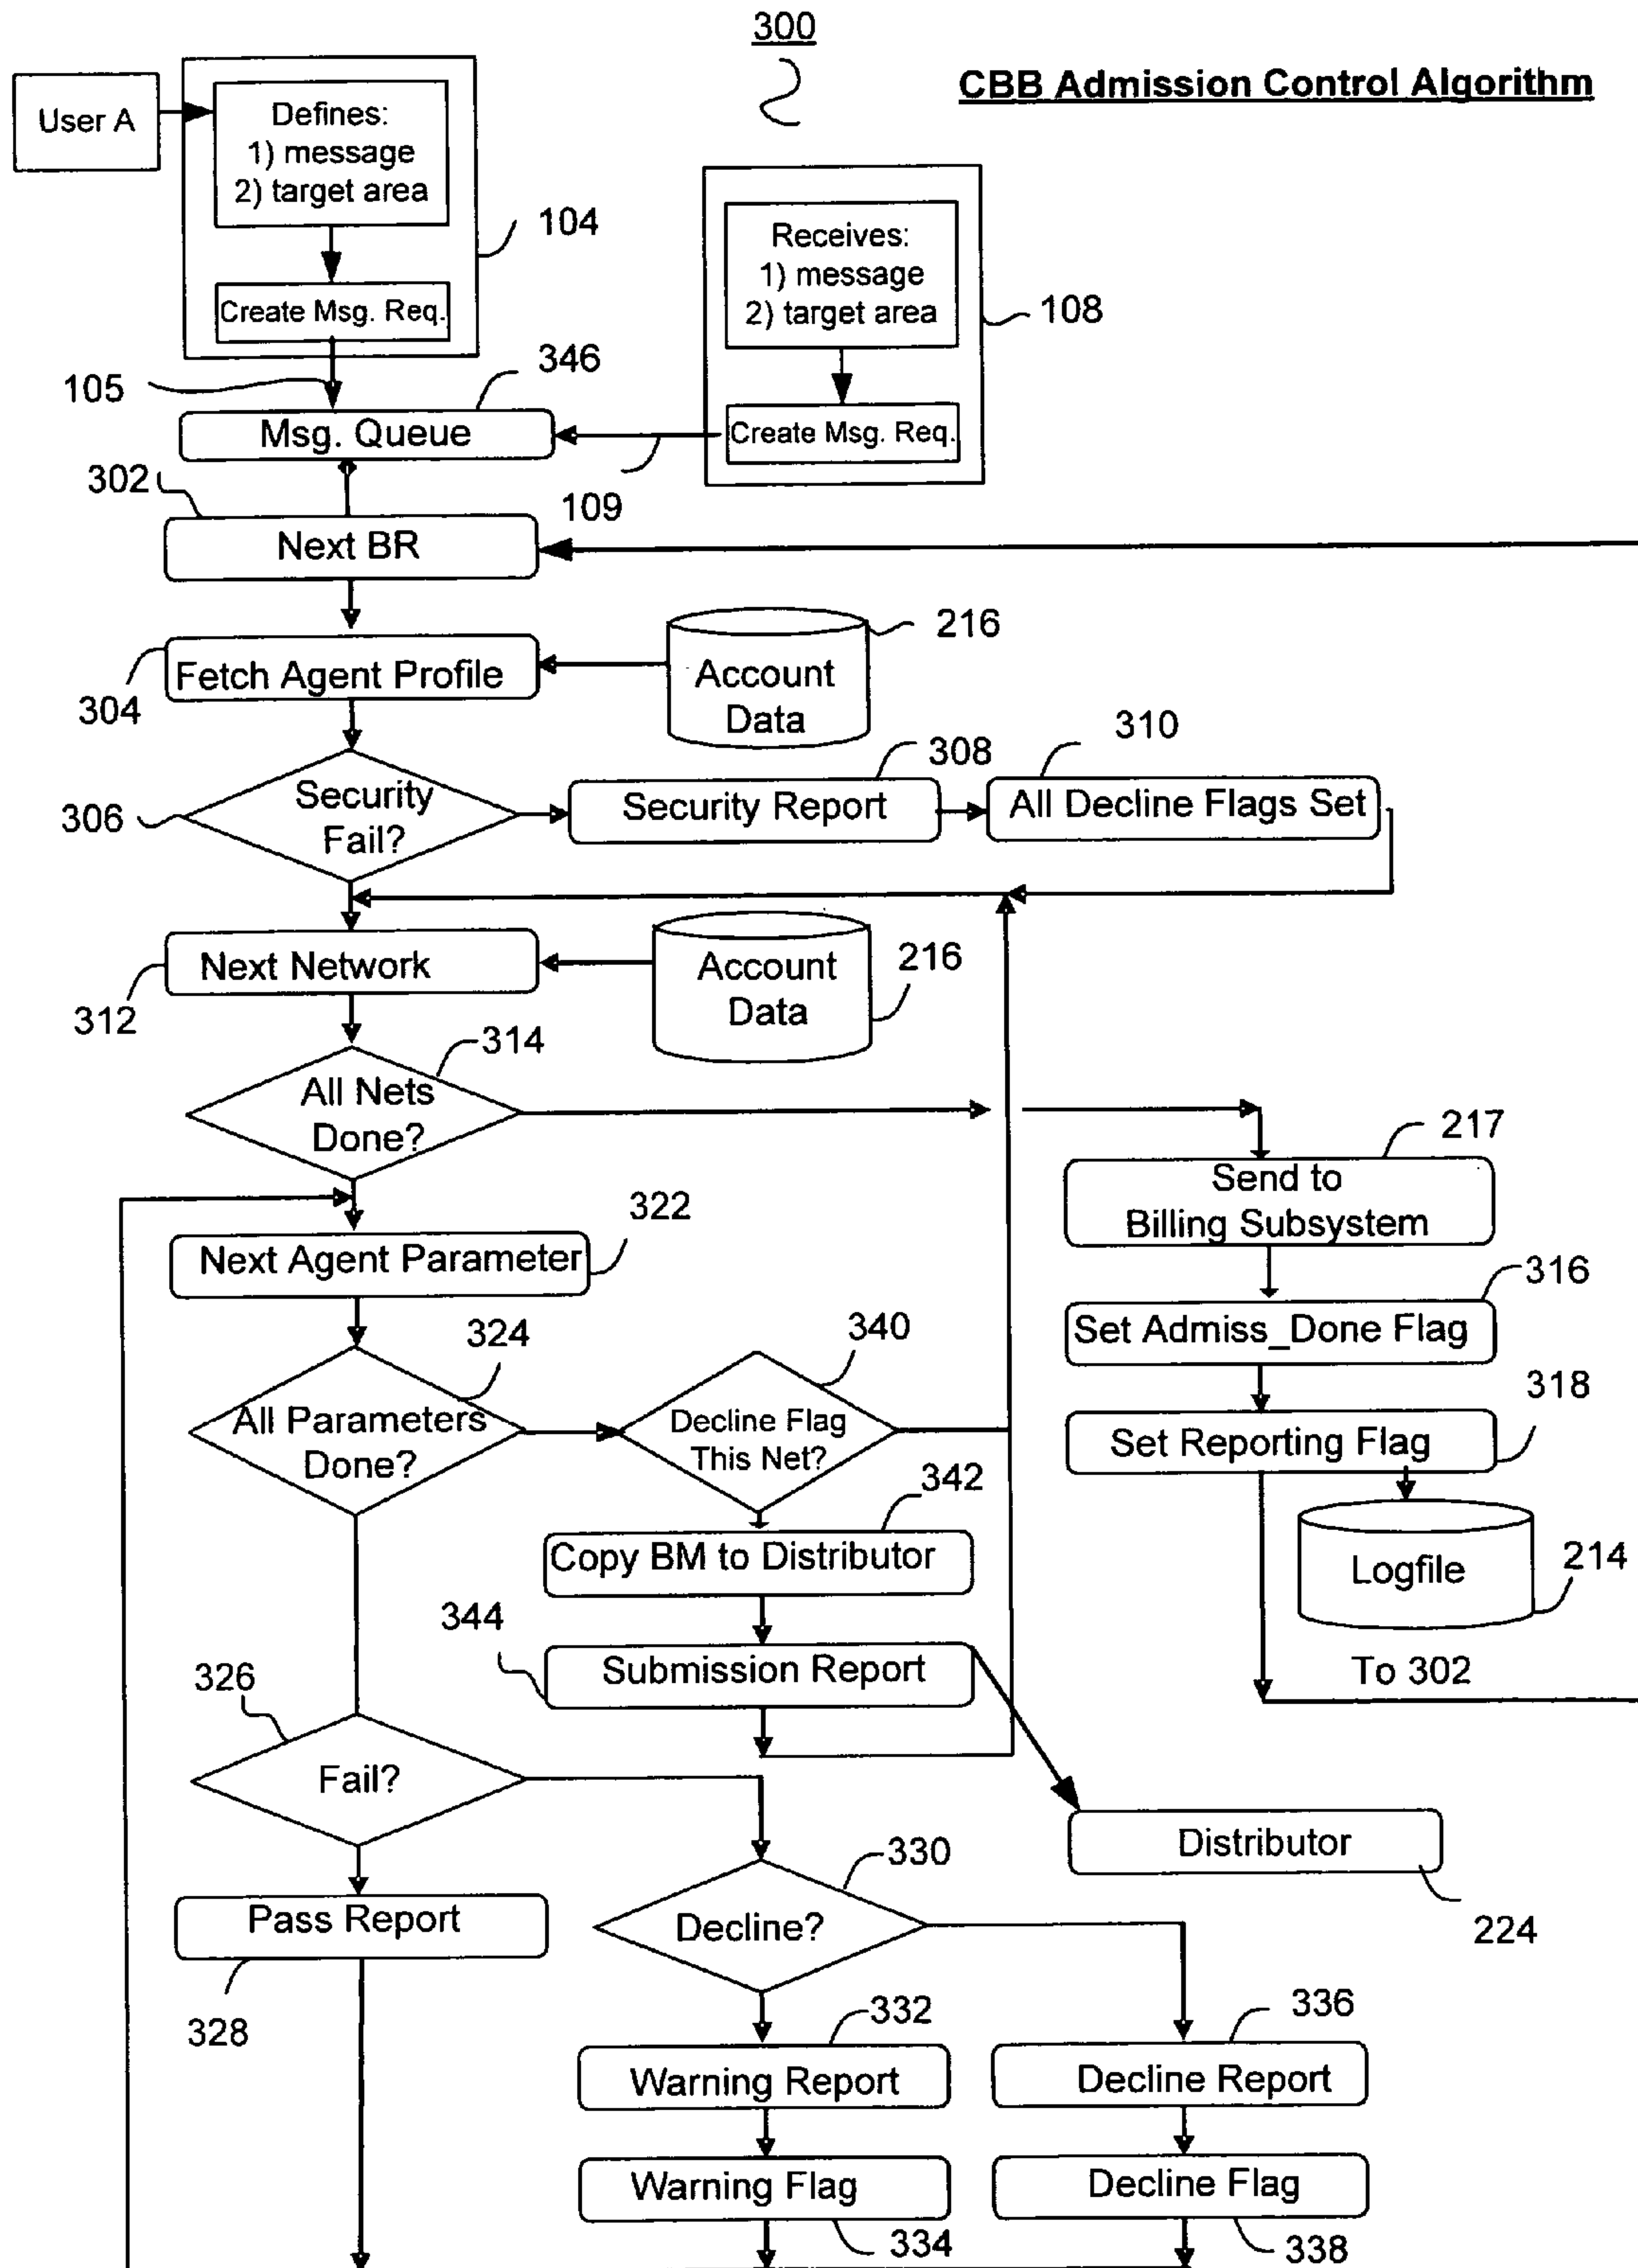 300
CBB Admission Control Algorithm
User A
Defines:
1) message
2) target area
104
Create Msg. Req.
Receives:
1) message
2) target area
108
Create Msg. Req.
105
346
Msg. Queue
109
302
Next BR
304
Fetch Agent Profile
216
Account
Data
306
Security
Fail?
308
Security Report
310
All Decline Flags Set
312
Next Network
216
Account
Data
314
All Nets
Done?
217
Send to
Billing Subsystem
322
Next Agent Parameter
316
Set Admiss_Done Flag
324
All Parameters
Done?
340
Decline Flag
This Net?
318
Set Reporting Flag
342
Copy BM to Distributor
Logfile
214
344
Submission Report
To 302
326
Fail?
Distributor
224
330
Decline?
Pass Report
328
332
Warning Report
336
Decline Report
Warning Flag
334
Decline Flag
338